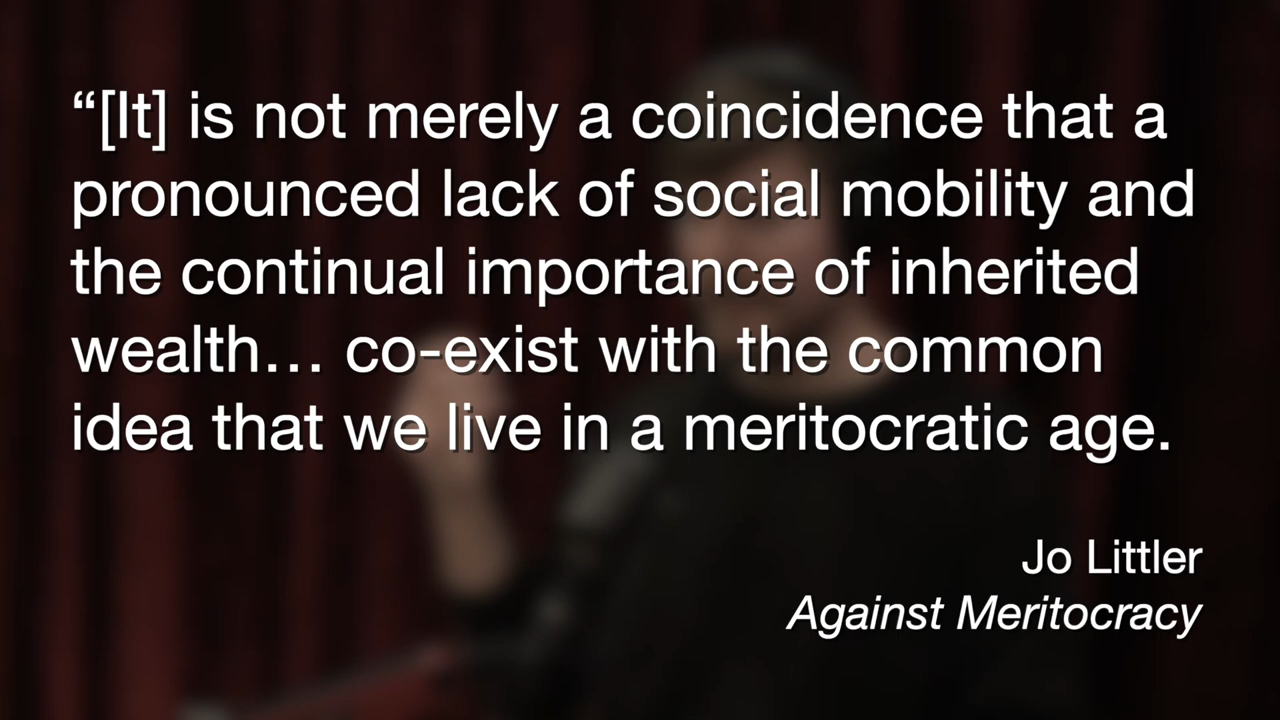 “[It] is not merely a coincidence that a
pronounced lack of social mobility and
the continual importance of inherited
wealth… co-exist with the common
idea that we live in a meritocratic age.
Jo Littler
Against Meritocracy